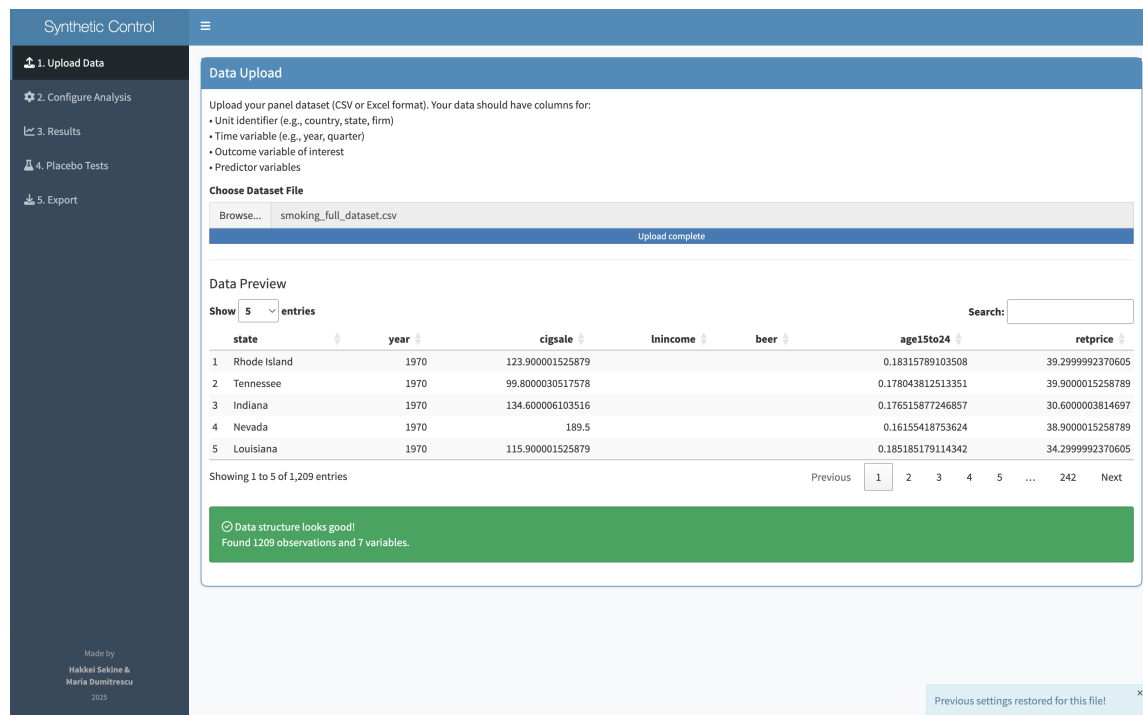 Synthetic Control
1. Upload Data
2. Configure Analysis
3. Results
4. Placebo Tests
5. Export
Made by
Hakkei Sekine &
Maria Dumitrescu
2025
Data Upload
Upload your panel dataset (CSV or Excel format). Your data should have columns for:
• Unit identifier (e.g., country, state, firm)
• Time variable (e.g., year, quarter)
• Outcome variable of interest
• Predictor variables
Choose Dataset File
Browse... smoking_full_dataset.csv
Upload complete
Data Preview
Show 5 entries Search:
state year cigsale lnincome beer age15to24 retprice
1 Rhode Island 1970 123.900001525879 0.18315789103508 39.2999992370605
2 Tennessee 1970 99.8000030517578 0.178043812513351 39.9000015258789
3 Indiana 1970 134.600006103516 0.176515877246857 30.6000003814697
4 Nevada 1970 189.5 0.16155418753624 38.9000015258789
5 Louisiana 1970 115.900001525879 0.185185179114342 34.2999992370605
Showing 1 to 5 of 1,209 entries Previous 1 2 3 4 5 ... 242 Next
Data structure looks good!
Found 1209 observations and 7 variables.
Previous settings restored for this file! ×